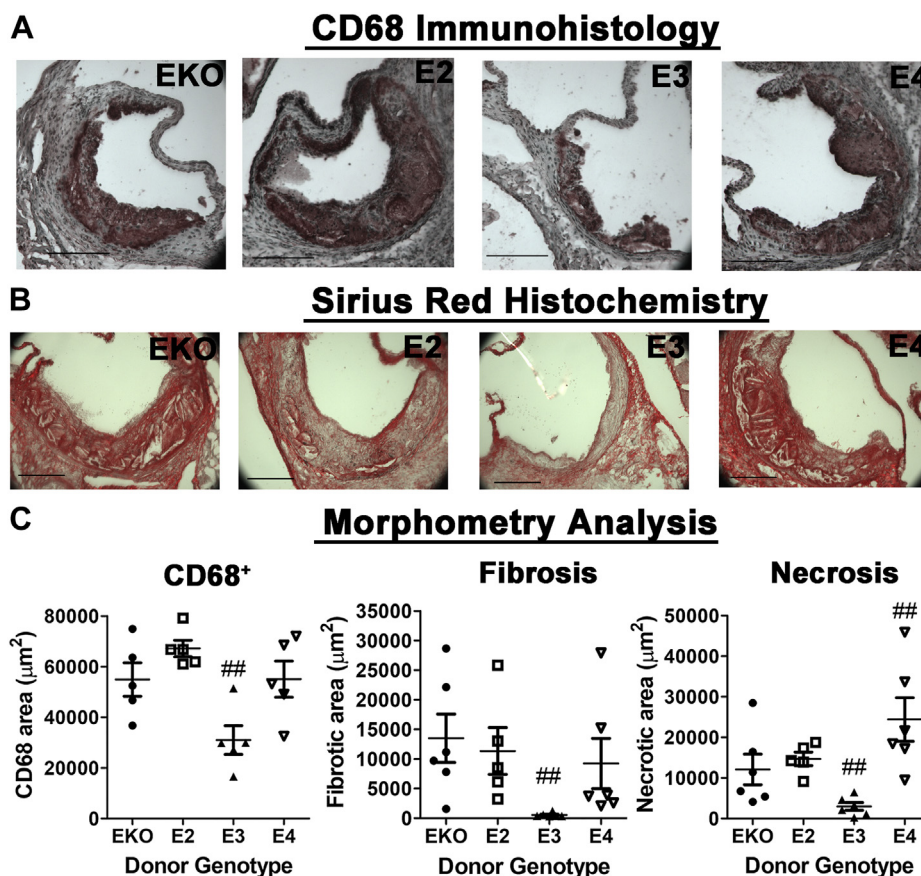 A
CD68 Immunohistology
EKO
E2
E3
E4
B
Sirius Red Histochemistry
EKO
E2
E3
E4
C
Morphometry Analysis
CD68⁺
CD68 area (μm²)
80000
60000
40000
20000
0
##
EKO E2 E3 E4
Donor Genotype
Fibrosis
Fibrotic area (μm²)
35000
30000
25000
20000
15000
10000
5000
0
##
EKO E2 E3 E4
Donor Genotype
Necrosis
Necrotic area (μm²)
50000
40000
30000
20000
10000
0
##
##
EKO E2 E3 E4
Donor Genotype